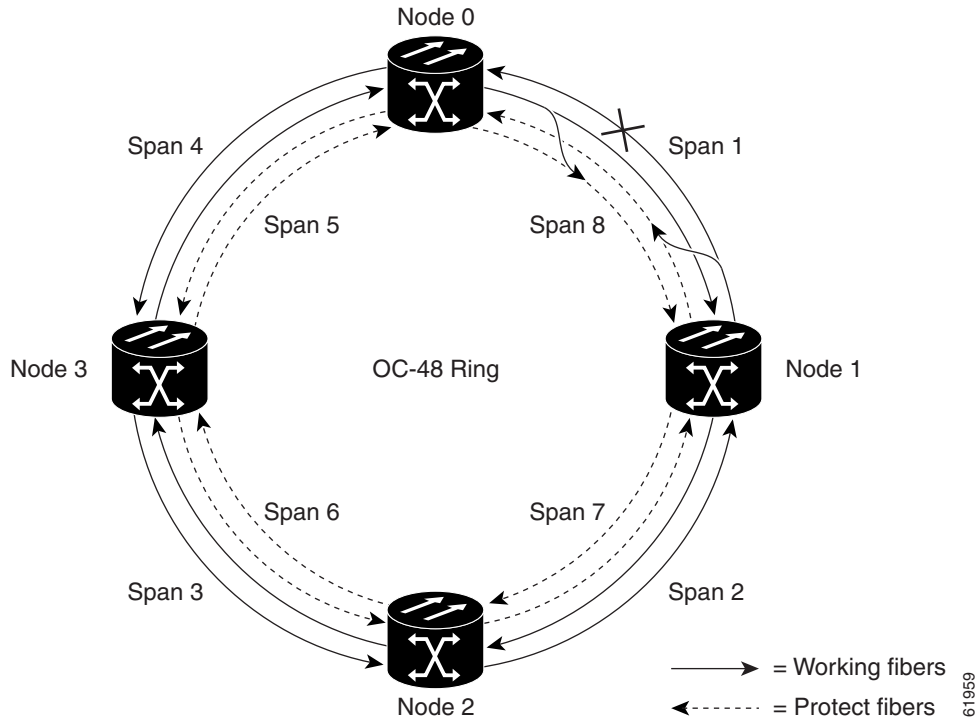 Node 0
Span 4
Span 1
Span 5
Span 8
Node 3
OC-48 Ring
Node 1
Span 6
Span 7
Span 3
Span 2
Node 2
= Working fibers
= Protect fibers
61959